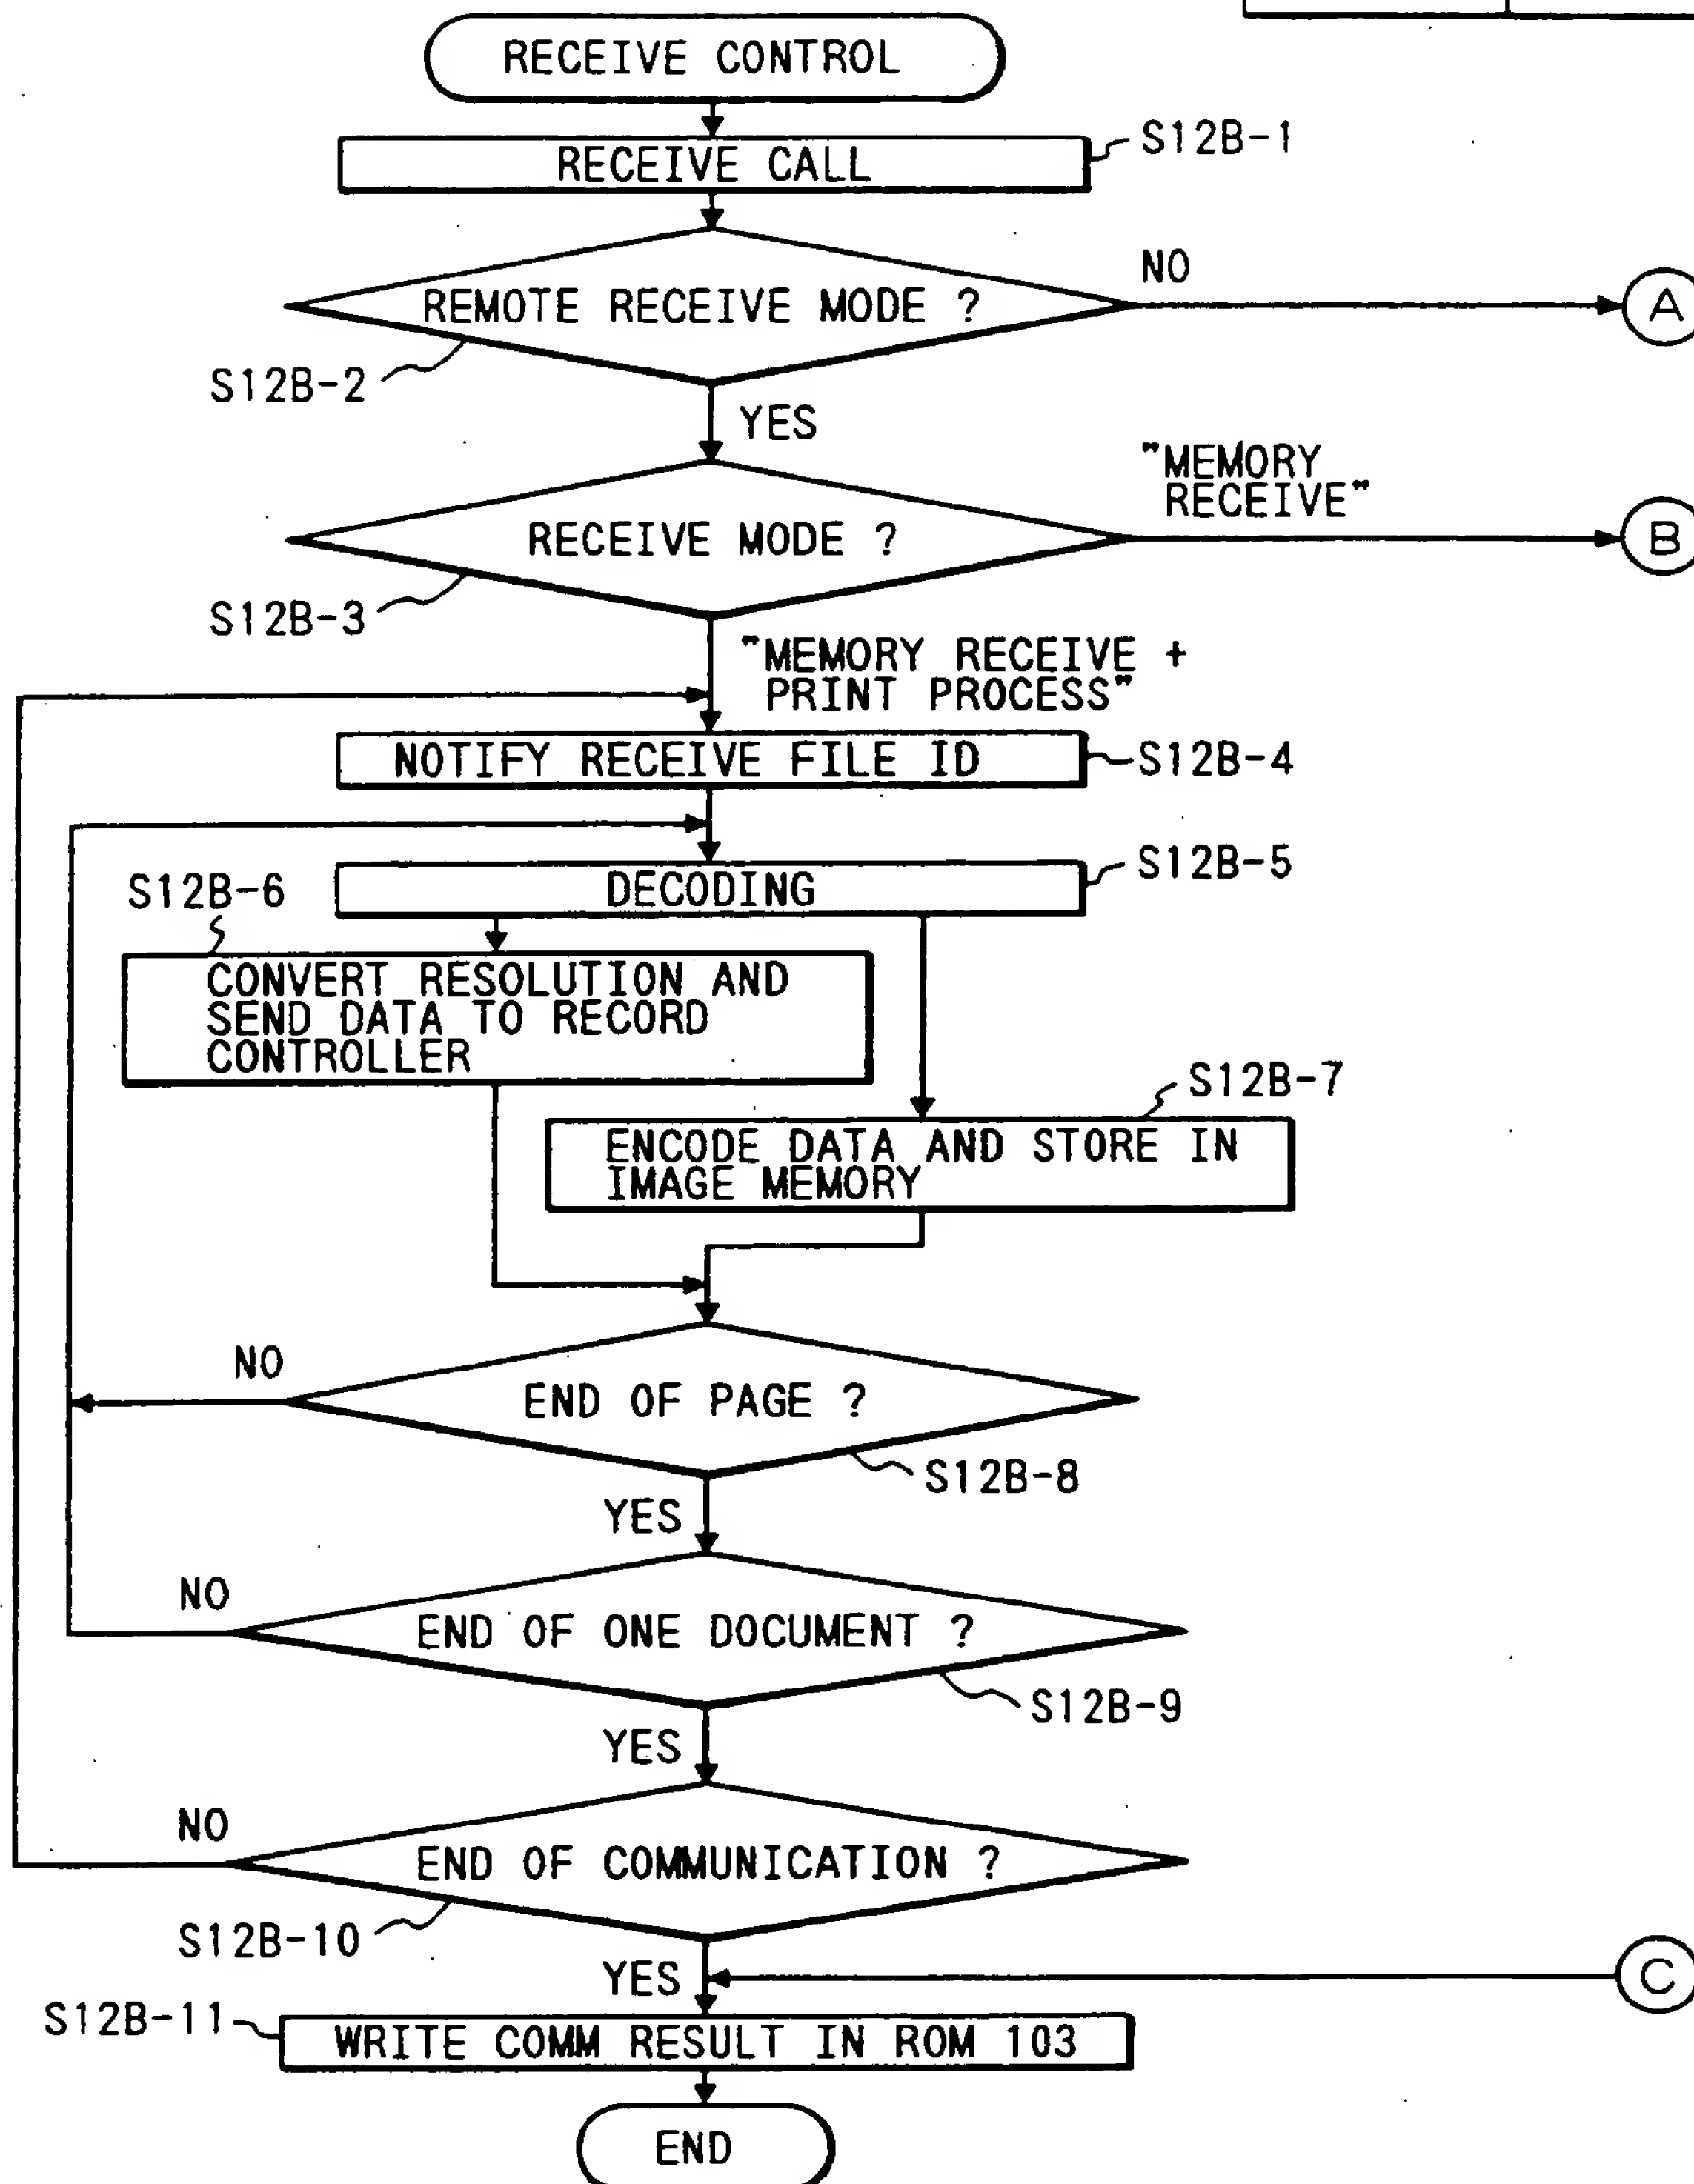 RECEIVE CONTROL
RECEIVE CALL
S12B-1
REMOTE RECEIVE MODE ?
NO
A
S12B-2
YES
RECEIVE MODE ?
"MEMORY
RECEIVE"
B
S12B-3
"MEMORY RECEIVE +
PRINT PROCESS"
NOTIFY RECEIVE FILE ID
S12B-4
DECODING
S12B-5
S12B-6
CONVERT RESOLUTION AND
SEND DATA TO RECORD
CONTROLLER
S12B-7
ENCODE DATA AND STORE IN
IMAGE MEMORY
NO
END OF PAGE ?
S12B-8
YES
NO
END OF ONE DOCUMENT ?
S12B-9
YES
NO
END OF COMMUNICATION ?
S12B-10
YES
C
S12B-11
WRITE COMM RESULT IN ROM 103
END